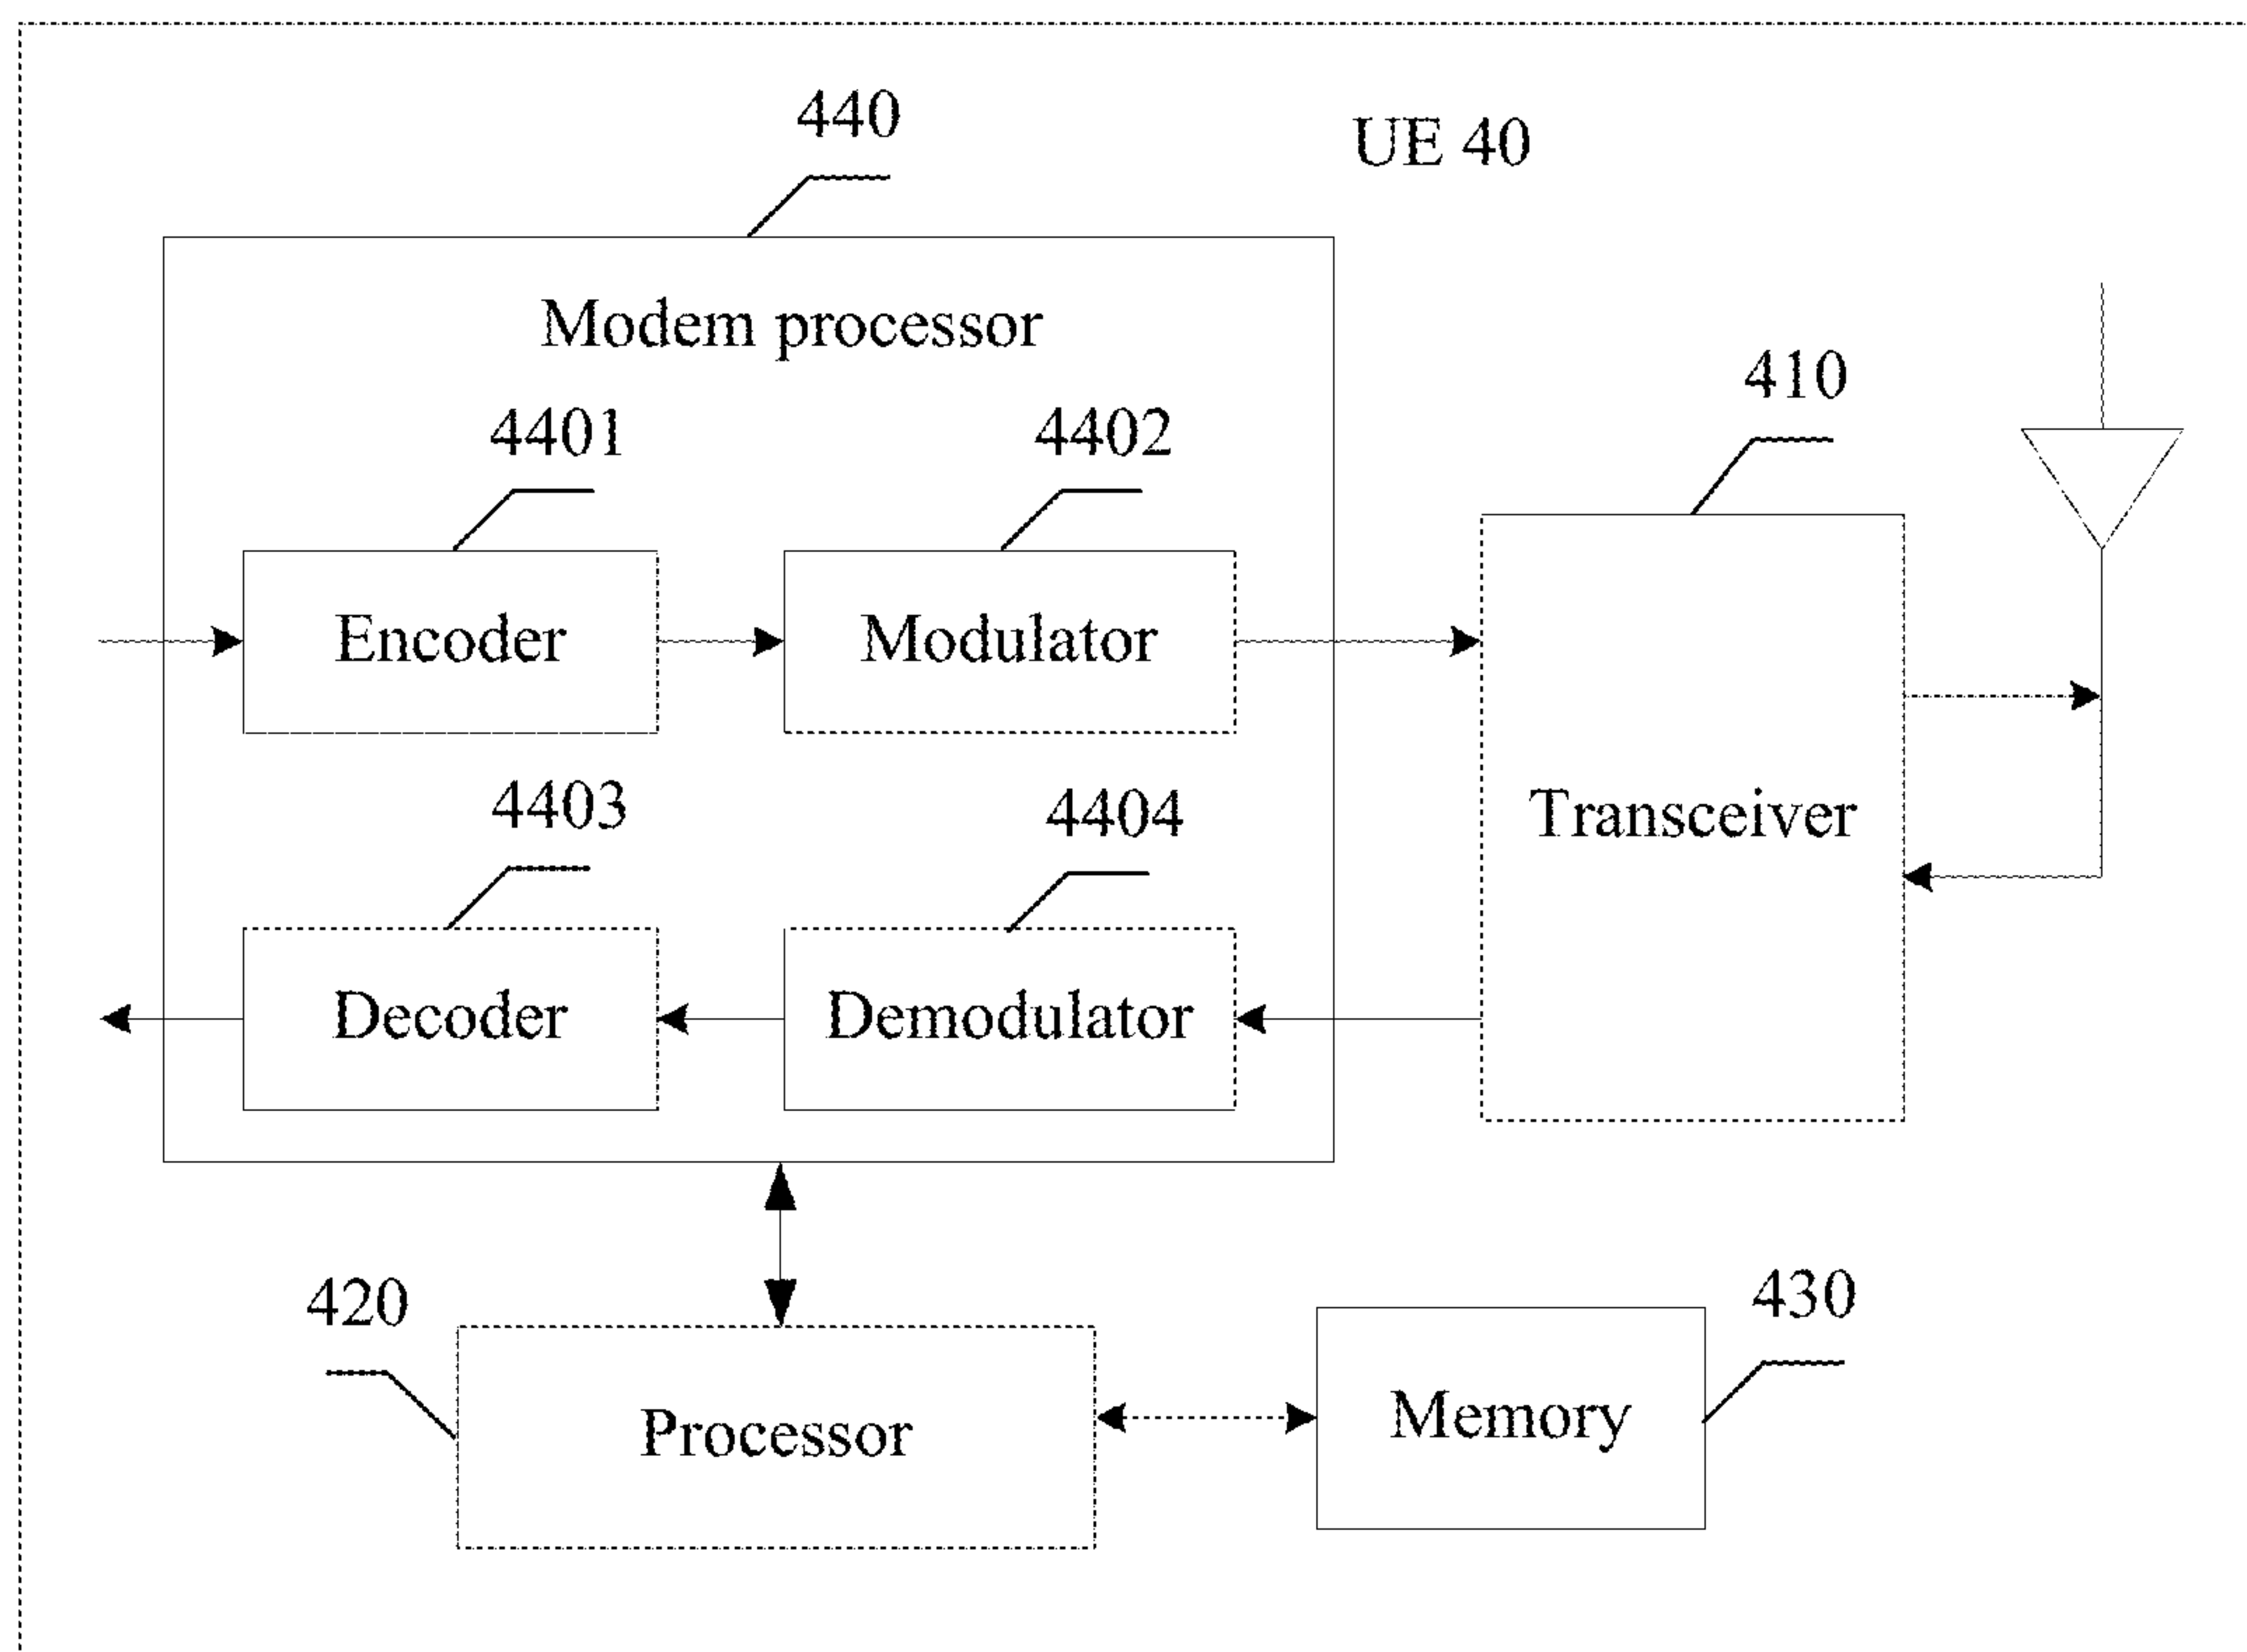 440
UE 40
Modem processor
410
4401
4402
Encoder
Modulator
4403
4404
Transceiver
Decoder
Demodulator
420
430
Processor
Memory